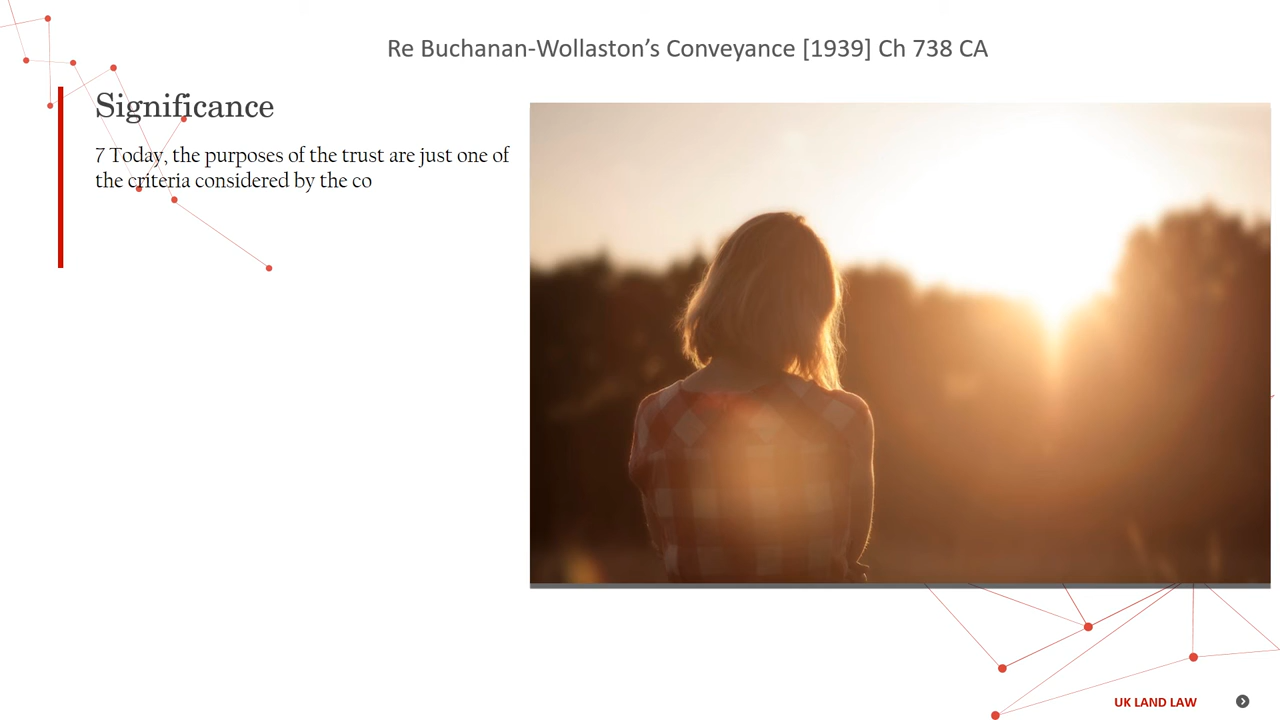 Re Buchanan-Wollaston’s Conveyance [1939] Ch 738 CA
Significance
7 Today, the purposes of the trust are just one of
the criteria considered by the co
UK LAND LAW